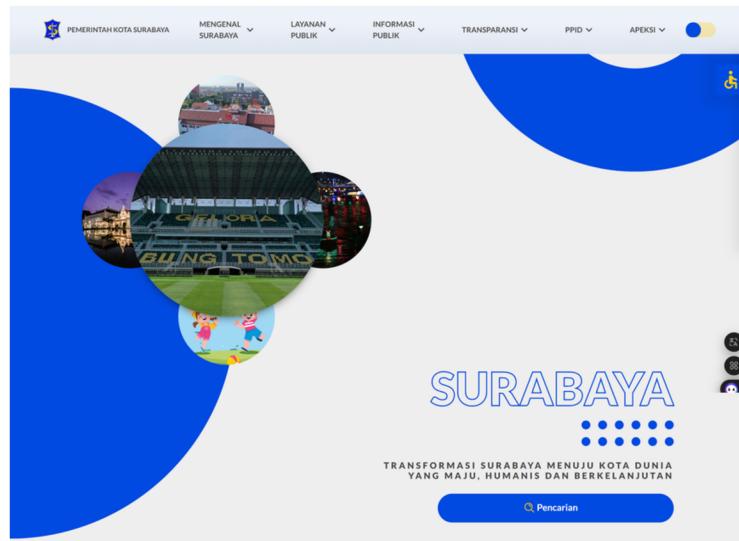 PEMERINTAH KOTA SURABAYA
MENGENAL
SURABAYA
LAYANAN
PUBLIK
INFORMASI
PUBLIK
TRANSPARANSI
PPID
APEKSI
GELORA
BUNG TOMO
SURABAYA
TRANSFORMASI SURABAYA MENUJU KOTA DUNIA
YANG MAJU, HUMANIS DAN BERKELANJUTAN
Pencarian